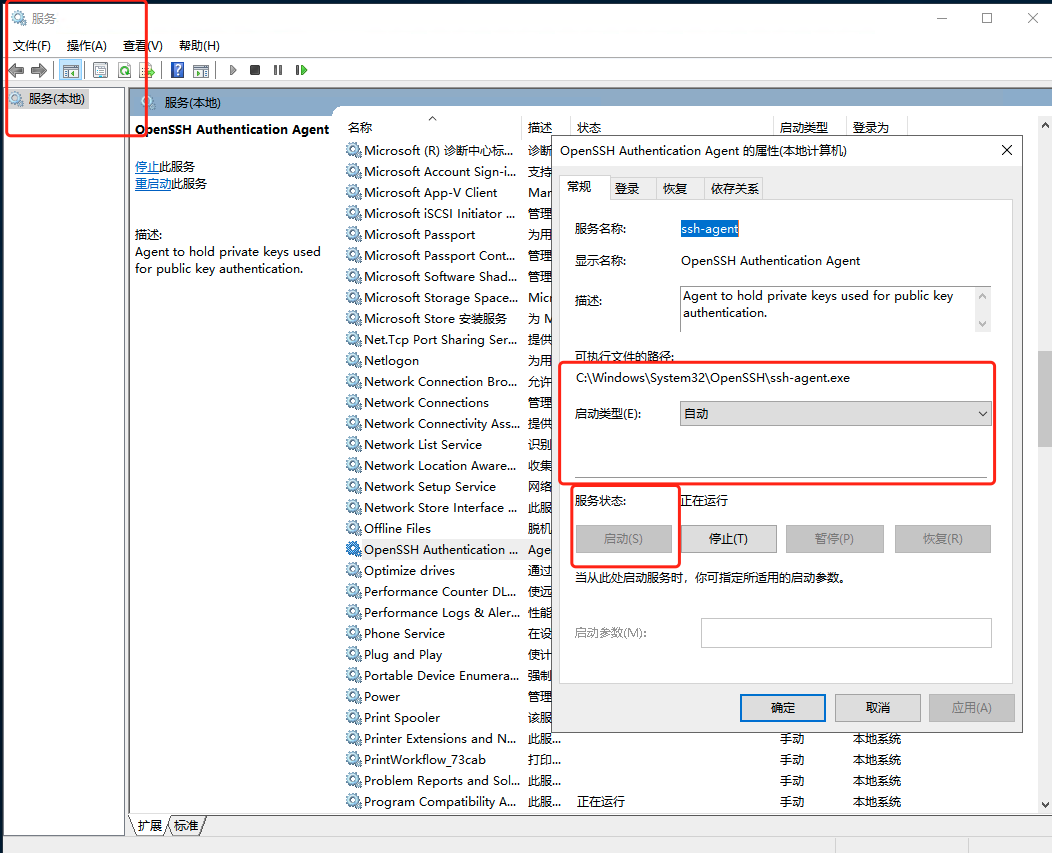 服务
文件(F) 操作(A) 查看(V) 帮助(H)
服务(本地)
服务(本地)
OpenSSH Authentication Agent
停止此服务
重启动此服务
描述:
Agent to hold private keys used
for public key authentication.
名称 描述 状态 启动类型 登录为
Microsoft (R) 诊断中心标... 诊断
Microsoft Account Sign-i... 支持
Microsoft App-V Client Man
Microsoft iSCSI Initiator ... 管理
Microsoft Passport 为用
Microsoft Passport Cont... 管理
Microsoft Software Shad... 管理
Microsoft Storage Space... Micr
Microsoft Store 安装服务 为 M
Net.Tcp Port Sharing Ser... 提供
Netlogon 为用
Network Connection Bro... 允许
Network Connections 管理
Network Connectivity Ass... 提供
Network List Service 识别
Network Location Aware... 收集
Network Setup Service 网络
Network Store Interface ... 此服
Offline Files 脱机
OpenSSH Authentication ... Age
Optimize drives 通过
Performance Counter DL... 使远
Performance Logs & Aler... 性能
Phone Service 在设
Plug and Play 使计
Portable Device Enumera... 强制
Power 管理
Print Spooler 该服
Printer Extensions and N... 此服... 手动 本地系统
PrintWorkflow_73cab 打印... 手动 本地系统
Problem Reports and Sol... 此服... 手动 本地系统
Program Compatibility A... 此服... 正在运行 手动 本地系统
扩展 标准
OpenSSH Authentication Agent 的属性(本地计算机)
常规 登录 恢复 依存关系
服务名称: ssh-agent
显示名称: OpenSSH Authentication Agent
描述: Agent to hold private keys used for public key
authentication.
可执行文件的路径:
C:\Windows\System32\OpenSSH\ssh-agent.exe
启动类型(E): 自动
服务状态: 正在运行
启动(S) 停止(T) 暂停(P) 恢复(R)
当从此处启动服务时，你可指定所适用的启动参数。
启动参数(M):
确定 取消 应用(A)